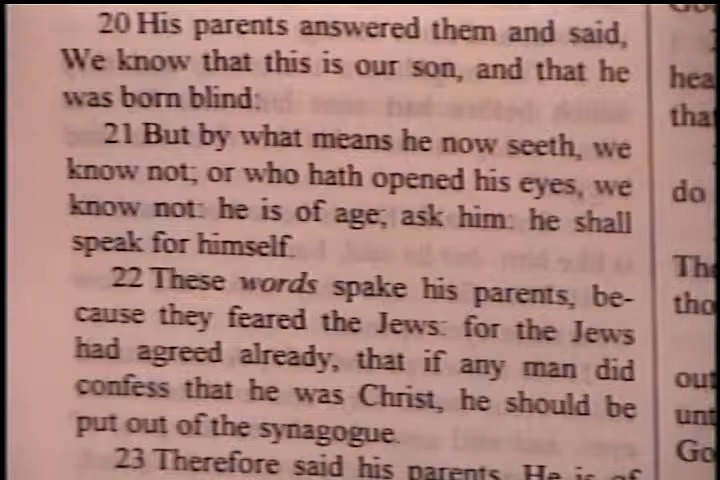 20 His parents answered them and said,
We know that this is our son, and that he
was born blind:
21 But by what means he now seeth, we
know not; or who hath opened his eyes, we
know not: he is of age; ask him: he shall
speak for himself.
22 These words spake his parents, be-
cause they feared the Jews: for the Jews
had agreed already, that if any man did
confess that he was Christ, he should be
put out of the synagogue.
23 Therefore said his parents, He is of
hea
tha
do
The
tho
out
unt
Go